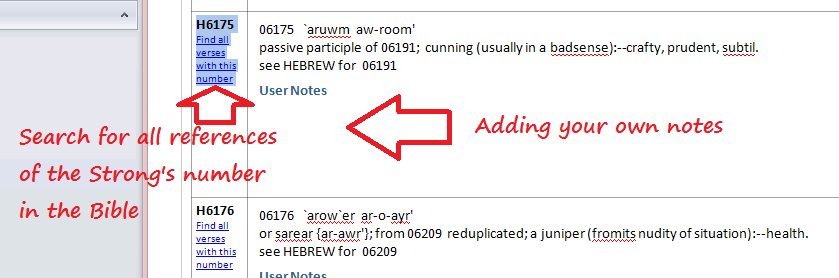 H6175
Find all
verses
with this
number
06175 `aruwm aw-room'
passive participle of 06191; cunning (usually in a badsense):--crafty, prudent, subtil.
see HEBREW for 06191
User Notes
Search for all references
of the Strong's number
in the Bible
Adding your own notes
H6176
Find all
verses
with this
number
06176 `arow`er ar-o-ayr'
or sarear {ar-awr'}; from 06209 reduplicated; a juniper (fromits nudity of situation):--health.
see HEBREW for 06209
User Notes